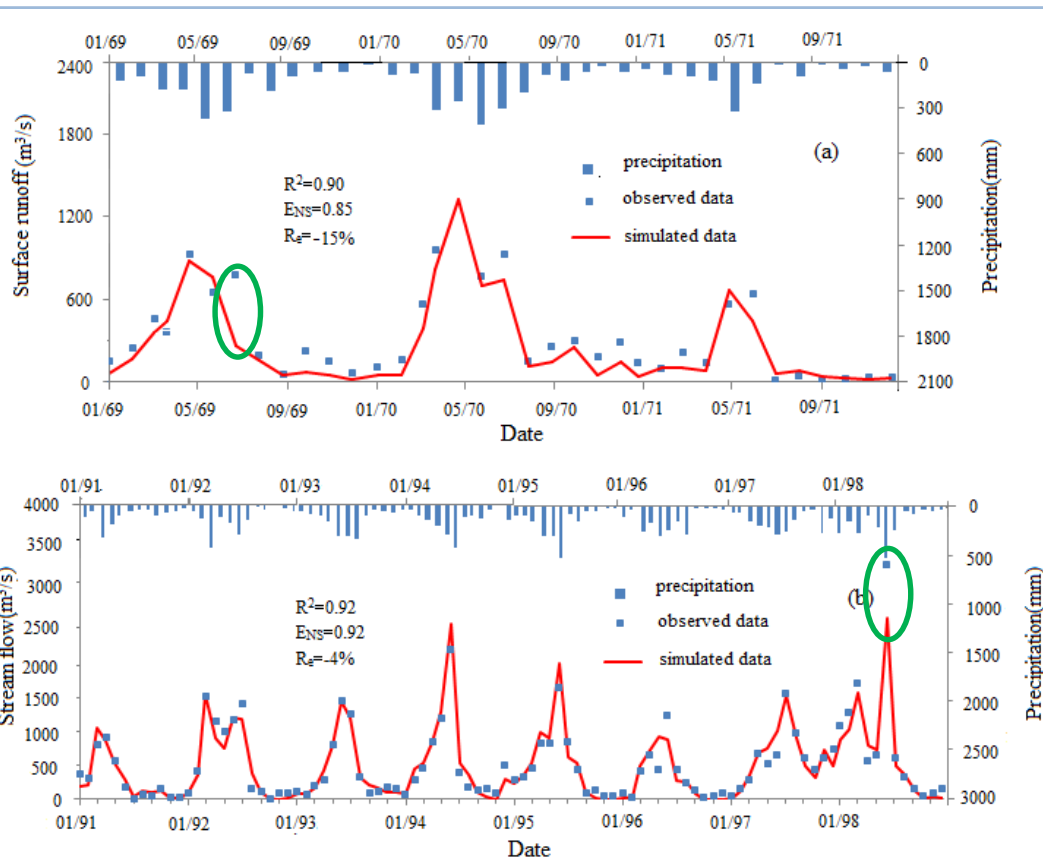 01/69 05/69 09/69 01/70 05/70 09/70 01/71 05/71 09/71
2400 1800 1200 600 0
Surface runoff (m³/s)
0 300 600 900 1200 1500 1800 2100
Precipitation(mm)
(a)
precipitation
observed data
simulated data
R²=0.90
E_NS=0.85
R_e=-15%
01/69 05/69 09/69 01/70 05/70 09/70 01/71 05/71 09/71
Date
01/91 01/92 01/93 01/94 01/95 01/96 01/97 01/98
4000 3500 3000 2500 2000 1500 1000 500 0
Stream flow(m³/s)
0 500 1000 1500 2000 2500 3000
Precipitation(mm)
(b)
precipitation
observed data
simulated data
R²=0.92
E_NS=0.92
R_e=-4%
01/91 01/92 01/93 01/94 01/95 01/96 01/97 01/98
Date